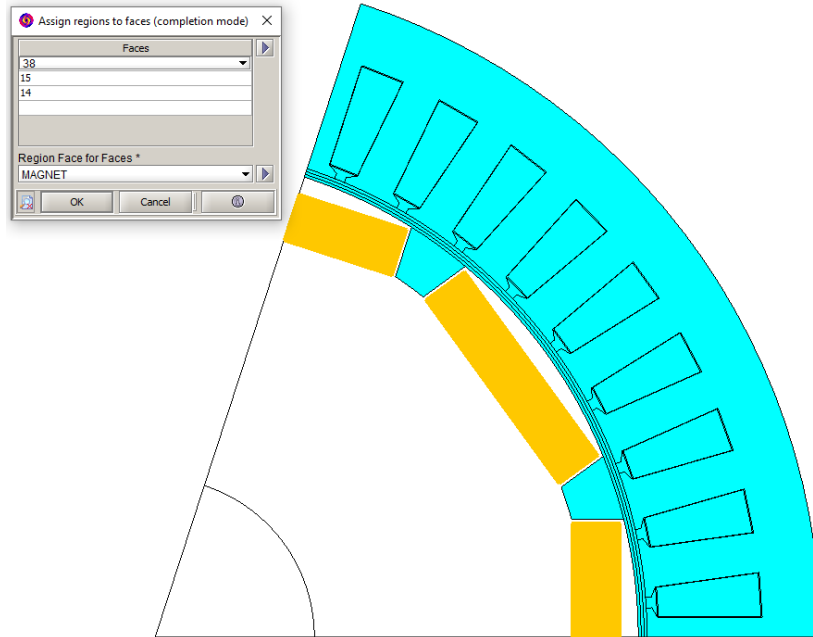 Assign regions to faces (completion mode)
Faces
38
15
14
Region Face for Faces *
MAGNET
OK
Cancel